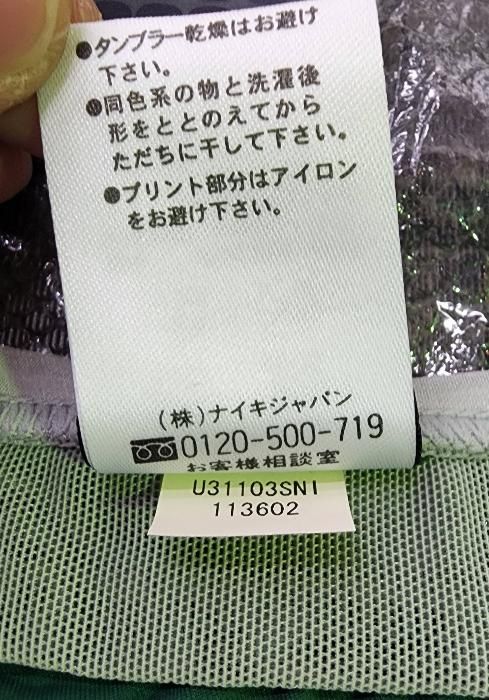 ●タンブラー乾燥はお避け
下さい。
●同色系の物と洗濯後
形をととのえてから
ただちに干して下さい。
●プリント部分はアイロン
をお避け下さい。
(株)ナイキジャパン
0120-500-719
お客様相談室
U31103SNI
113602